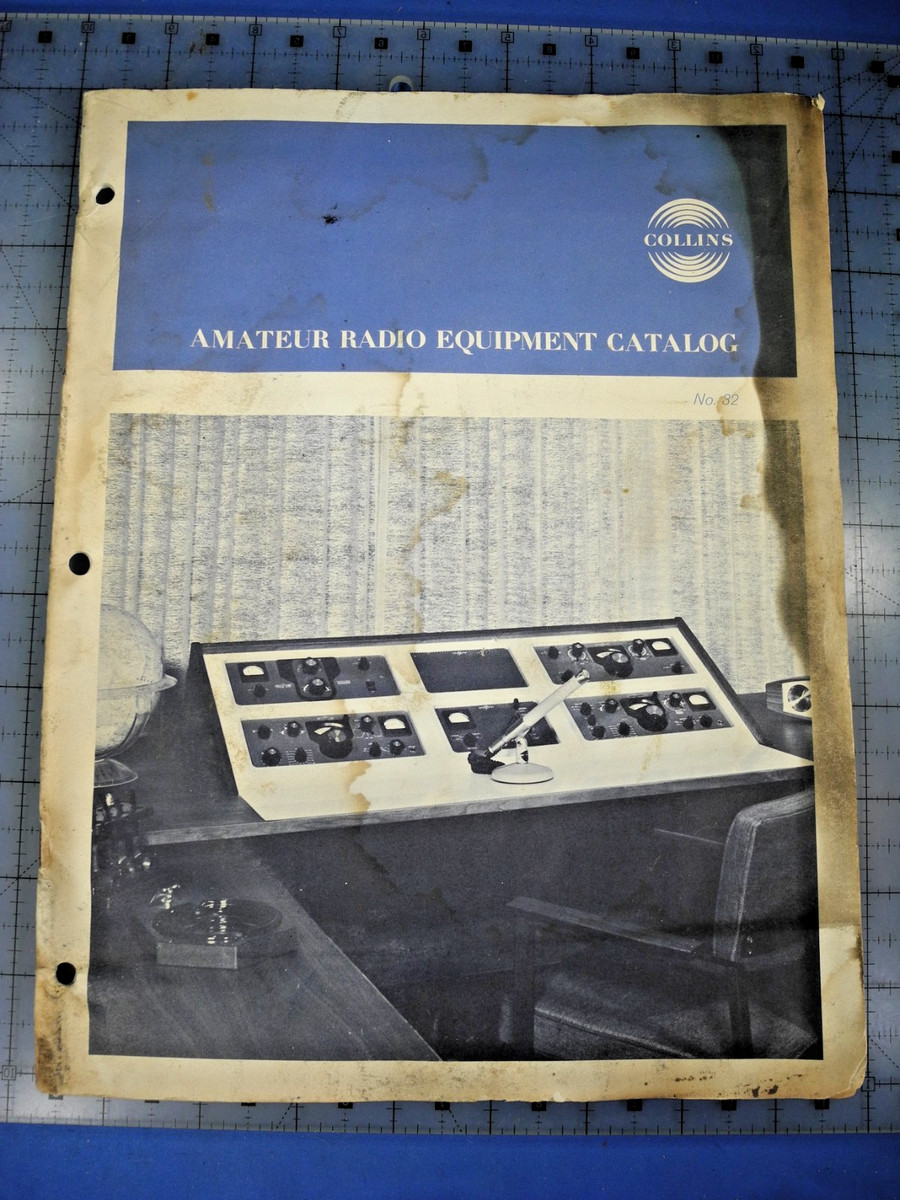 COLLINS
AMATEUR RADIO EQUIPMENT CATALOG
No. 32